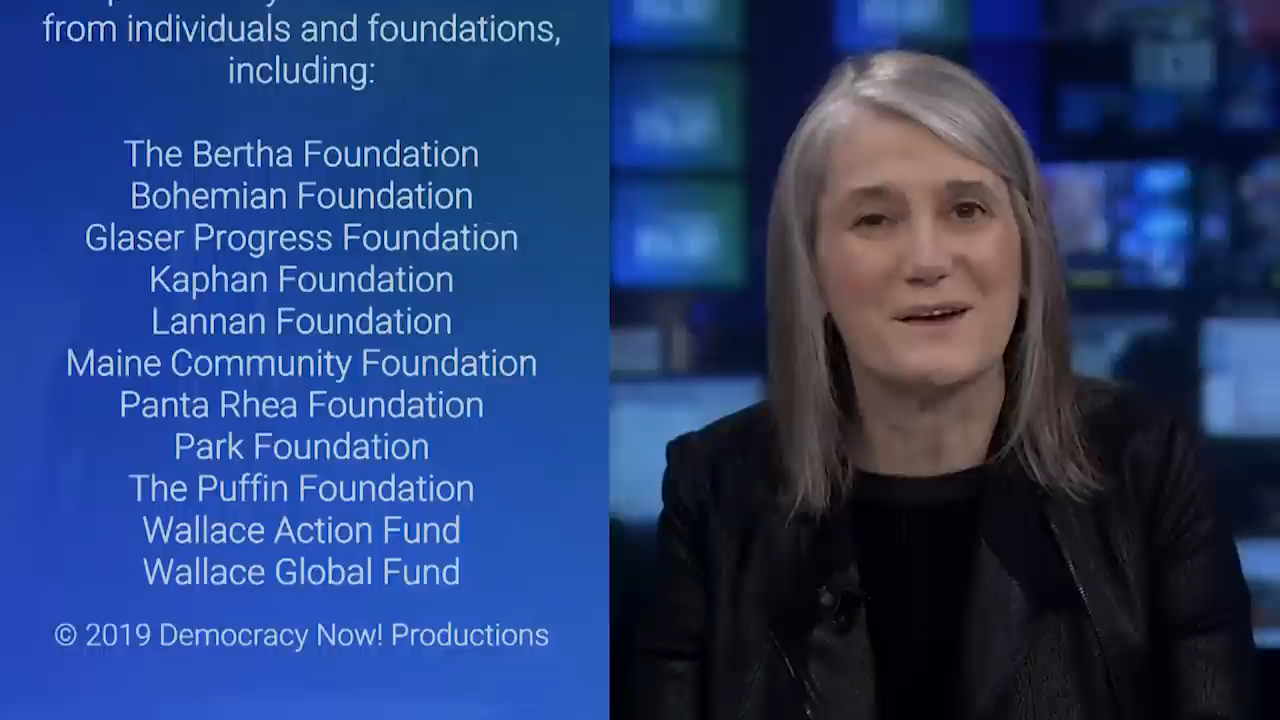 from individuals and foundations,
including:
The Bertha Foundation
Bohemian Foundation
Glaser Progress Foundation
Kaphan Foundation
Lannan Foundation
Maine Community Foundation
Panta Rhea Foundation
Park Foundation
The Puffin Foundation
Wallace Action Fund
Wallace Global Fund
© 2019 Democracy Now! Productions